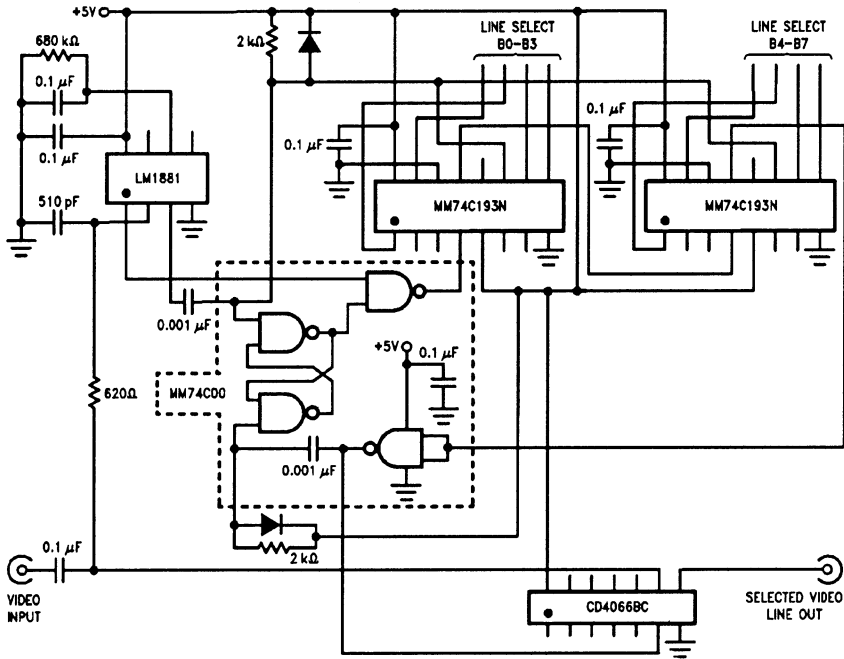 +5V
680 kΩ
2 kΩ
LINE SELECT
B0-B3
LINE SELECT
B4-B7
0.1 μF
0.1 μF
0.1 μF
0.1 μF
LM1881
MM74C193N
MM74C193N
510 pF
0.001 μF
+5V
0.1 μF
620Ω
MM74C00
0.001 μF
2 kΩ
0.1 μF
VIDEO
INPUT
CD4066BC
SELECTED VIDEO
LINE OUT